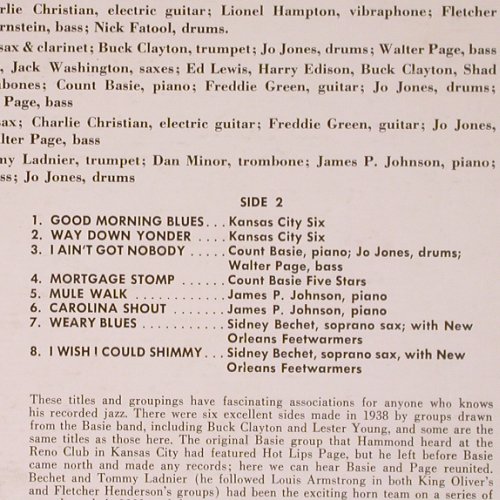 rlie Christian, electric guitar; Lionel Hampton, vibraphone; Fletcher
rnstein, bass; Nick Fatool, drums.
sax & clarinet; Buck Clayton, trumpet; Jo Jones, drums; Walter Page, bass
, Jack Washington, saxes; Ed Lewis, Harry Edison, Buck Clayton, Shad
nbones; Count Basie, piano; Freddie Green, guitar; Jo Jones, drums;
Page, bass
ax; Charlie Christian, electric guitar; Freddie Green, guitar; Jo Jones,
lter Page, bass
my Ladnier, trumpet; Dan Minor, trombone; James P. Johnson, piano;
ss; Jo Jones, drums
SIDE 2
1. GOOD MORNING BLUES . . . Kansas City Six
2. WAY DOWN YONDER . . . . Kansas City Six
3. I AIN'T GOT NOBODY . . . . . Count Basie, piano; Jo Jones, drums;
Walter Page, bass
4. MORTGAGE STOMP . . . . . . Count Basie Five Stars
5. MULE WALK . . . . . . . . . . . James P. Johnson, piano
6. CAROLINA SHOUT . . . . . . . James P. Johnson, piano
7. WEARY BLUES . . . . . . . . . . Sidney Bechet, soprano sax; with New
Orleans Feetwarmers
8. I WISH I COULD SHIMMY . . . Sidney Bechet, soprano sax, with New
Orleans Feetwarmers
These titles and groupings have fascinating associations for anyone who knows
his recorded jazz. There were six excellent sides made in 1938 by groups drawn
from the Basie band, including Buck Clayton and Lester Young, and some are the
same titles as those here. The original Basie group that Hammond heard at the
Reno Club in Kansas City had featured Hot Lips Page, but he left before Basie
came north and made any records; here we can hear Basie and Page reunited.
Bechet and Tommy Ladnier (he followed Louis Armstrong in both King Oliver's
and Fletcher Henderson's groups) had been the exciting horn team on a series o